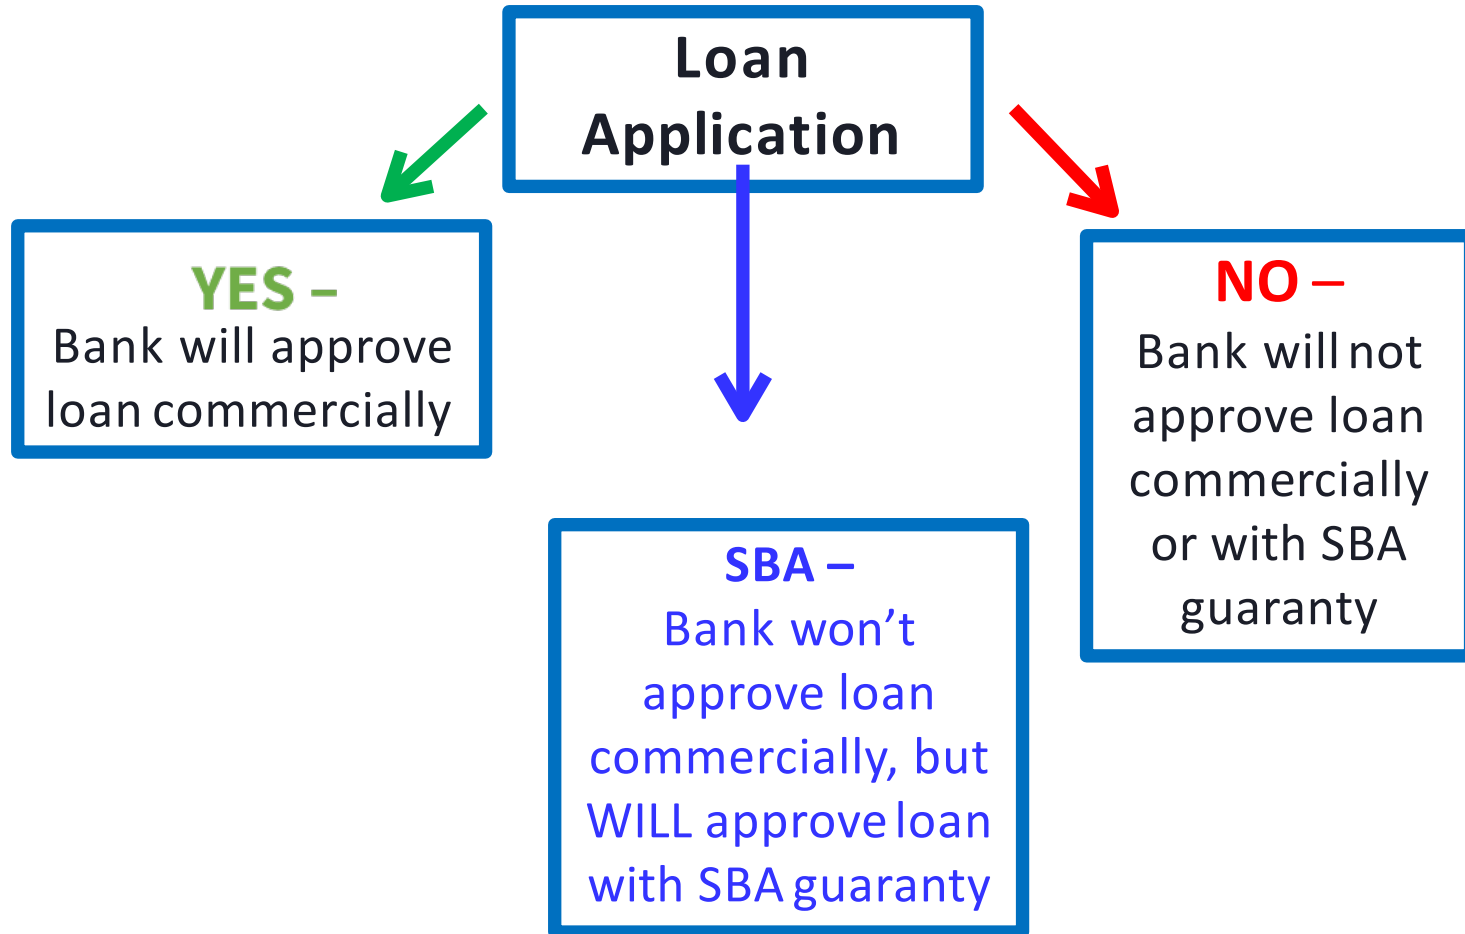 Loan
Application
YES –
Bank will approve
loan commercially
NO –
Bank will not
approve loan
commercially
or with SBA
guaranty
SBA –
Bank won’t
approve loan
commercially, but
WILL approve loan
with SBA guaranty